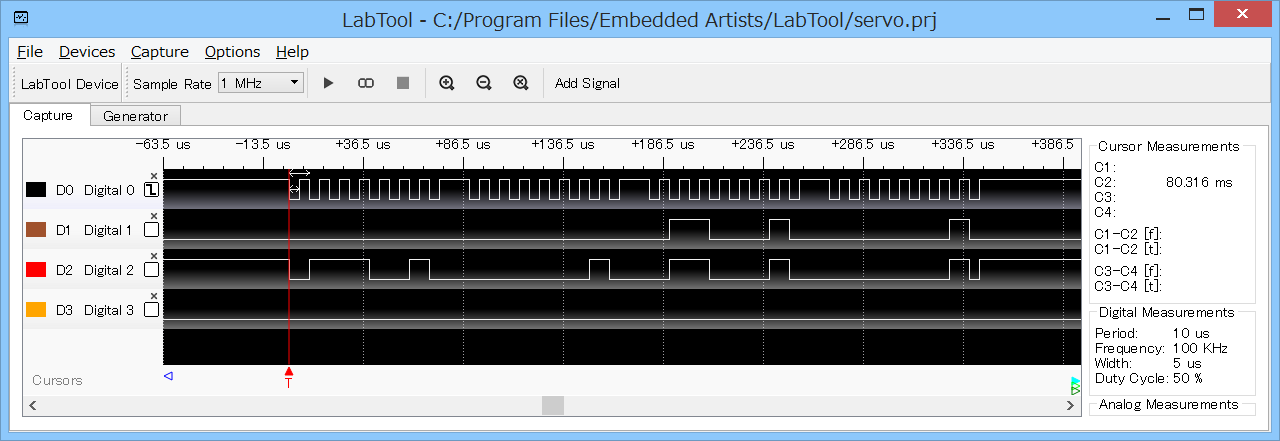 LabTool - C:/Program Files/Embedded Artists/LabTool/servo.prj
File Devices Capture Options Help
LabTool Device Sample Rate 1 MHz Add Signal
Capture Generator
-63.5 us -13.5 us +36.5 us +86.5 us +136.5 us +186.5 us +236.5 us +286.5 us +336.5 us +386.5
D0 Digital 0
D1 Digital 1
D2 Digital 2
D3 Digital 3
Cursors
T
Cursor Measurements
C1:
C2: 80.316 ms
C3:
C4:
C1-C2 [f]:
C1-C2 [t]:
C3-C4 [f]:
C3-C4 [t]:
Digital Measurements
Period: 10 us
Frequency: 100 KHz
Width: 5 us
Duty Cycle: 50 %
Analog Measurements